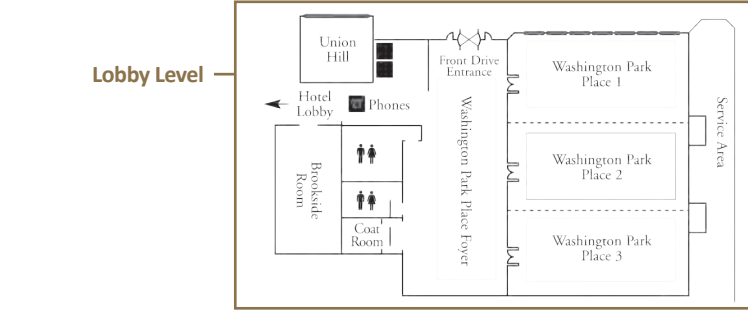 Lobby Level
Union
Hill
Front Drive
Entrance
Washington Park
Place 1
Hotel
Lobby
Phones
Washington Park Place Foyer
Service Area
Brookside
Room
Washington Park
Place 2
Coat
Room
Washington Park
Place 3